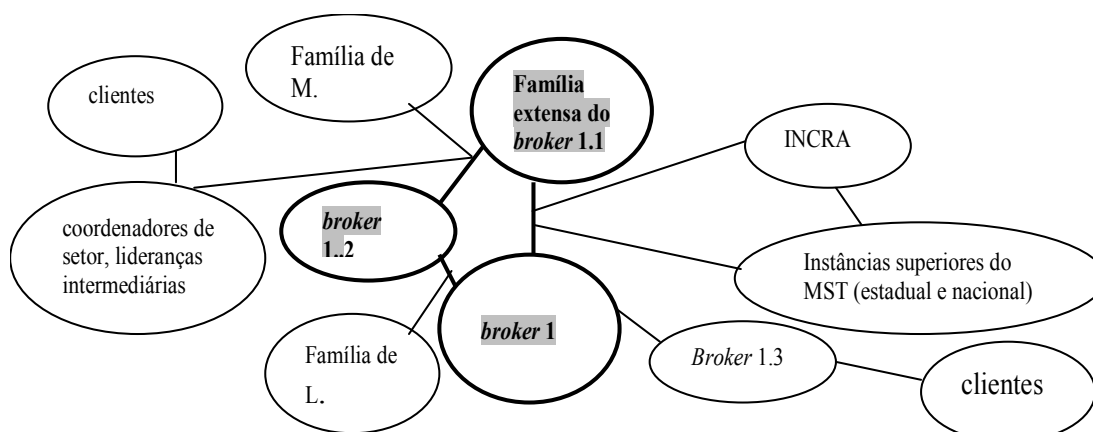 Família de
M.
clientes
Família
extensa do
broker 1.1
INCRA
broker
1..2
coordenadores de
setor, lideranças
intermediárias
Instâncias superiores do
MST (estadual e nacional)
broker 1
Família de
L.
Broker 1.3
clientes